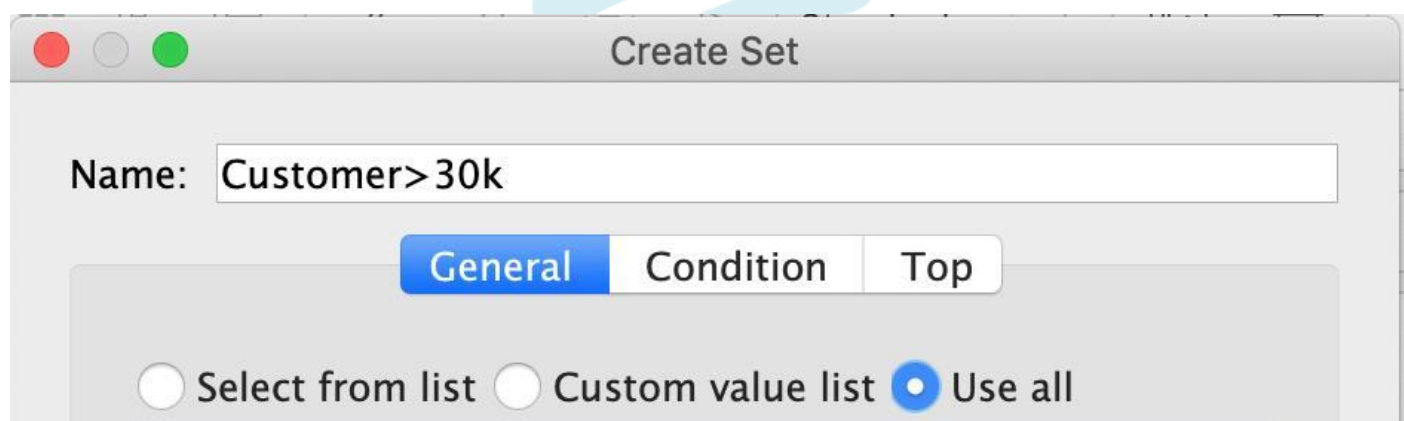 Create Set
Name: Customer>30k
General Condition Top
Select from list Custom value list Use all